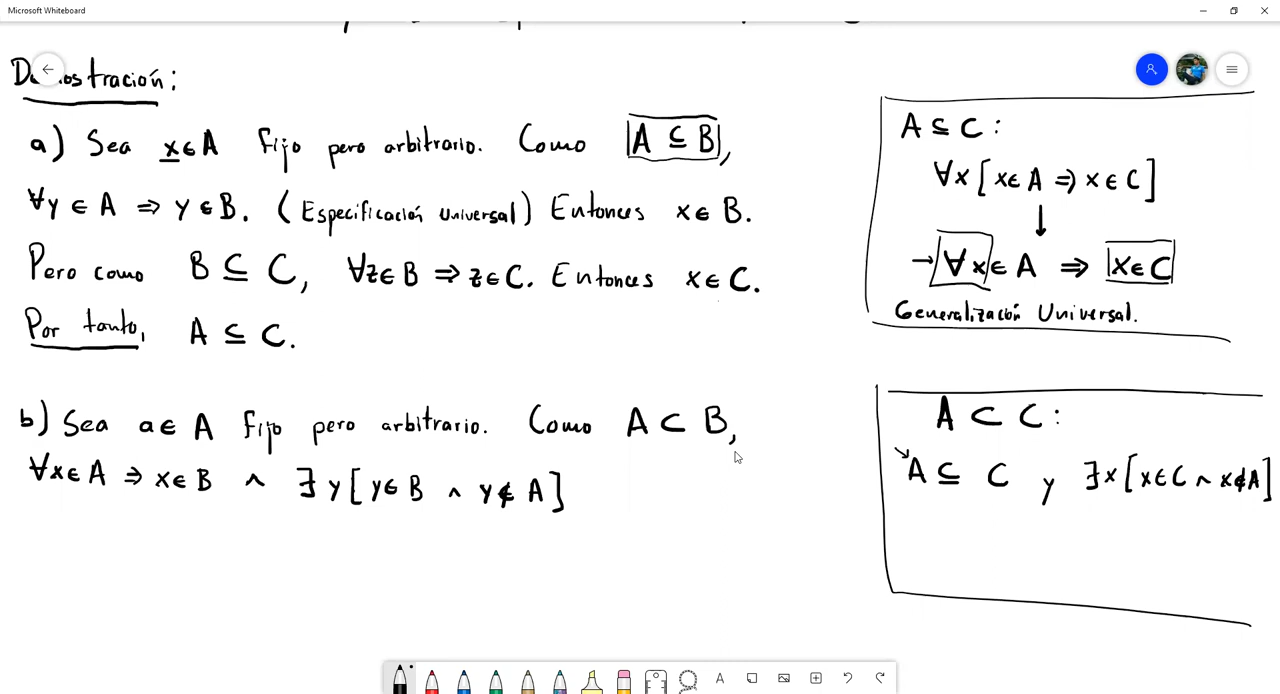 Microsoft Whiteboard
Demostración:
a) Sea x ∈ A fijo pero arbitrario. Como A ⊆ B,
∀y ∈ A ⇒ y ∈ B. (Especificación Universal) Entonces x ∈ B.
Pero como B ⊆ C, ∀z ∈ B ⇒ z ∈ C. Entonces x ∈ C.
Por tanto, A ⊆ C.
b) Sea a ∈ A fijo pero arbitrario. Como A ⊂ B,
∀x ∈ A ⇒ x ∈ B ∧ ∃y[y ∈ B ∧ y ∉ A]
A ⊆ C:
∀x[x ∈ A ⇒ x ∈ C]
↓
→ ∀x ∈ A ⇒ x ∈ C
Generalización Universal.
A ⊂ C:
A ⊆ C y ∃x[x ∈ C ∧ x ∉ A]